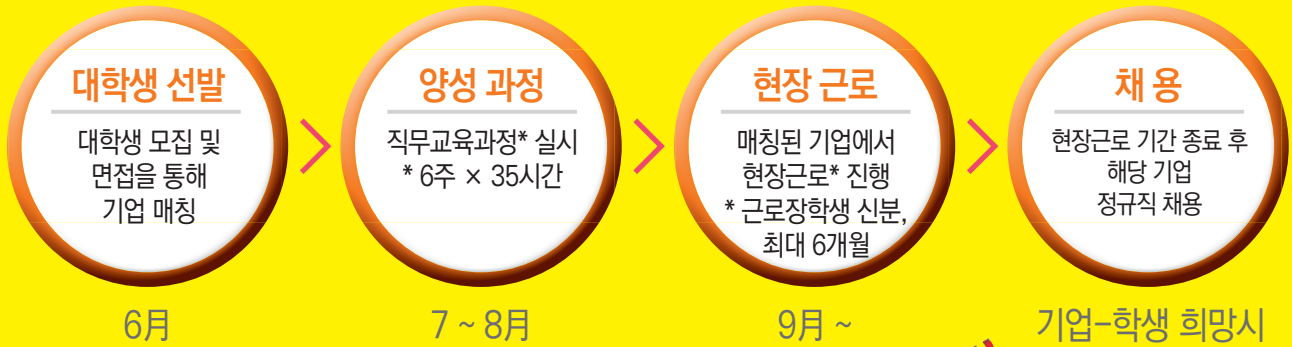 대학생 선발
대학생 모집 및
면접을 통해
기업 매칭
6月
양성 과정
직무교육과정* 실시
* 6주 × 35시간
7 ~ 8月
현장 근로
매칭된 기업에서
현장근로* 진행
* 근로장학생 신분,
최대 6개월
9月 ~
채 용
현장근로 기간 종료 후
해당 기업
정규직 채용
기업-학생 희망시